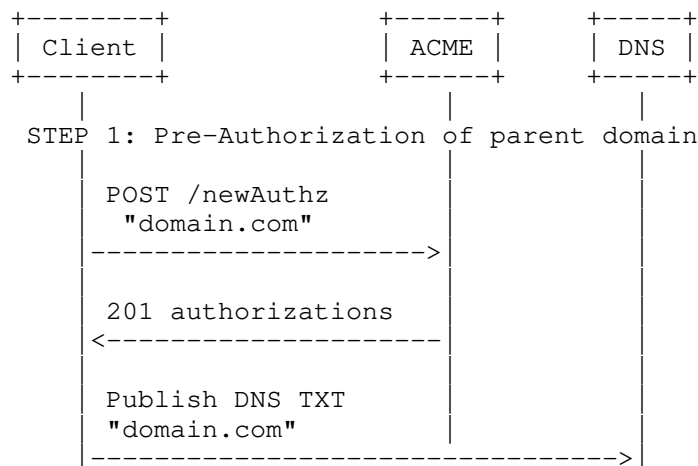 Client ACME DNS
STEP 1: Pre-Authorization of parent domain
POST /newAuthz
"domain.com"
201 authorizations
Publish DNS TXT
"domain.com"